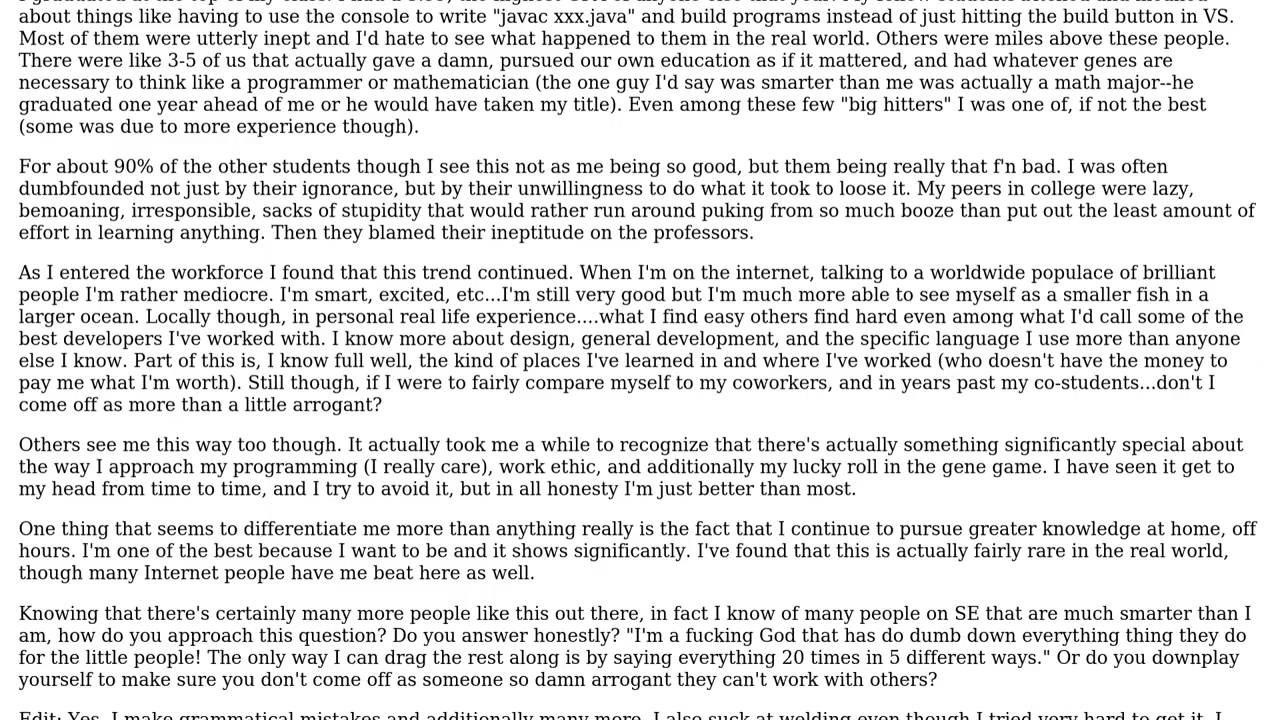 about things like having to use the console to write "javac xxx.java" and build programs instead of just hitting the build button in VS.
Most of them were utterly inept and I'd hate to see what happened to them in the real world. Others were miles above these people.
There were like 3-5 of us that actually gave a damn, pursued our own education as if it mattered, and had whatever genes are
necessary to think like a programmer or mathematician (the one guy I'd say was smarter than me was actually a math major--he
graduated one year ahead of me or he would have taken my title). Even among these few "big hitters" I was one of, if not the best
(some was due to more experience though).
For about 90% of the other students though I see this not as me being so good, but them being really that f'n bad. I was often
dumbfounded not just by their ignorance, but by their unwillingness to do what it took to loose it. My peers in college were lazy,
bemoaning, irresponsible, sacks of stupidity that would rather run around puking from so much booze than put out the least amount of
effort in learning anything. Then they blamed their ineptitude on the professors.
As I entered the workforce I found that this trend continued. When I'm on the internet, talking to a worldwide populace of brilliant
people I'm rather mediocre. I'm smart, excited, etc...I'm still very good but I'm much more able to see myself as a smaller fish in a
larger ocean. Locally though, in personal real life experience....what I find easy others find hard even among what I'd call some of the
best developers I've worked with. I know more about design, general development, and the specific language I use more than anyone
else I know. Part of this is, I know full well, the kind of places I've learned in and where I've worked (who doesn't have the money to
pay me what I'm worth). Still though, if I were to fairly compare myself to my coworkers, and in years past my co-students...don't I
come off as more than a little arrogant?
Others see me this way too though. It actually took me a while to recognize that there's actually something significantly special about
the way I approach my programming (I really care), work ethic, and additionally my lucky roll in the gene game. I have seen it get to
my head from time to time, and I try to avoid it, but in all honesty I'm just better than most.
One thing that seems to differentiate me more than anything really is the fact that I continue to pursue greater knowledge at home, off
hours. I'm one of the best because I want to be and it shows significantly. I've found that this is actually fairly rare in the real world,
though many Internet people have me beat here as well.
Knowing that there's certainly many more people like this out there, in fact I know of many people on SE that are much smarter than I
am, how do you approach this question? Do you answer honestly? "I'm a fucking God that has do dumb down everything thing they do
for the little people! The only way I can drag the rest along is by saying everything 20 times in 5 different ways." Or do you downplay
yourself to make sure you don't come off as someone so damn arrogant they can't work with others?
Edit: Yes, I make grammatical mistakes and additionally many more. I also suck at welding even though I tried very hard to get it. I